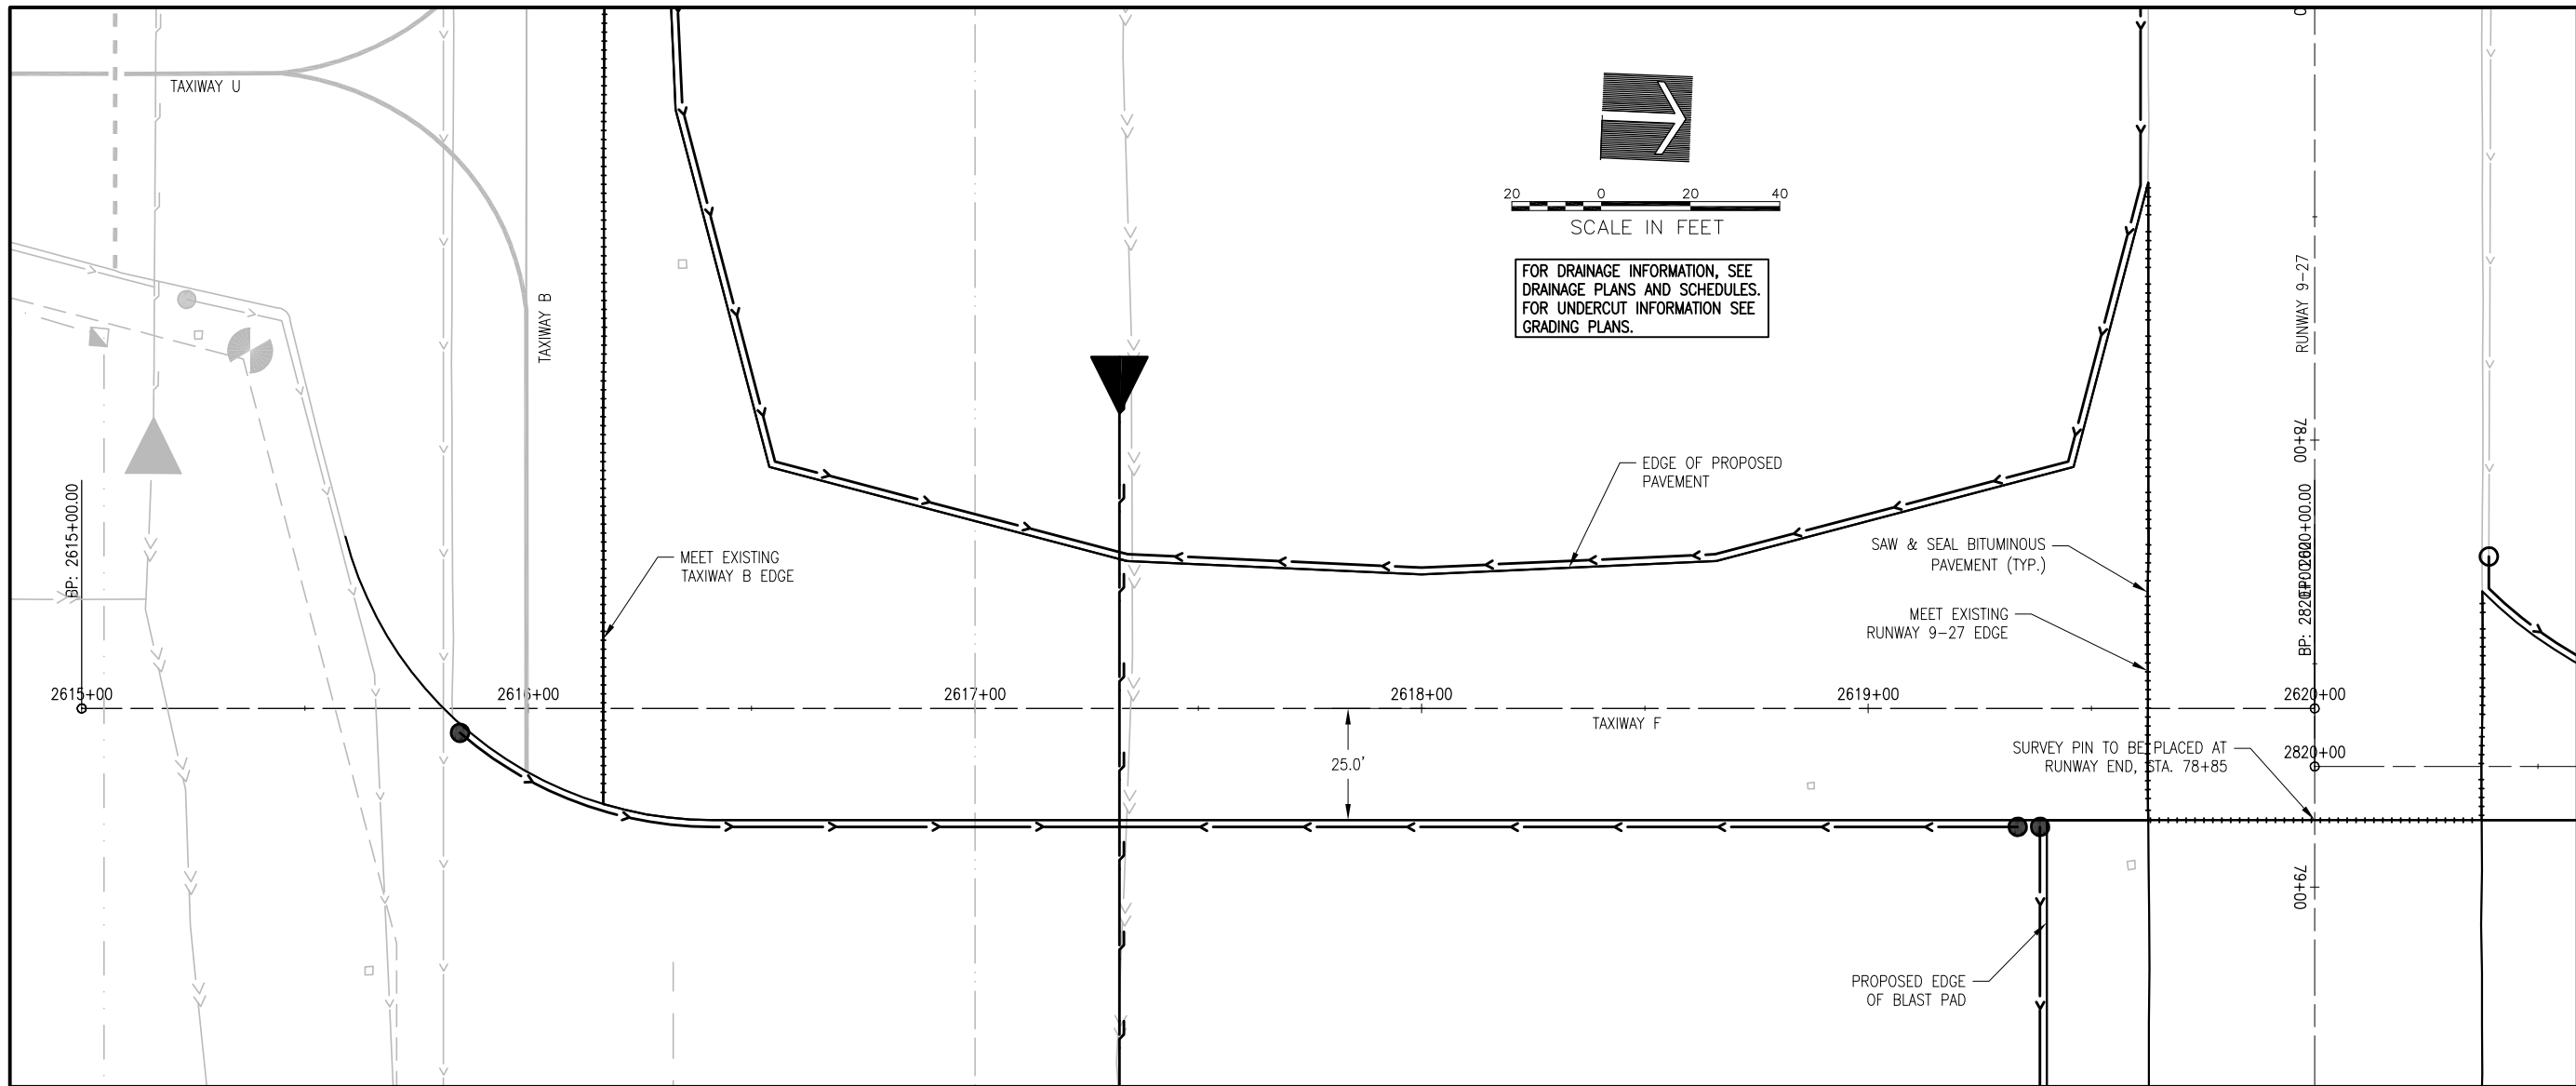 TAXIWAY U
20 0 20 40
SCALE IN FEET
FOR DRAINAGE INFORMATION, SEE
DRAINAGE PLANS AND SCHEDULES.
FOR UNDERCUT INFORMATION SEE
GRADING PLANS.
TAXIWAY B
RUNWAY 9-27
78+00
EDGE OF PROPOSED
PAVEMENT
BP: 2615+00.00
MEET EXISTING
TAXIWAY B EDGE
SAW & SEAL BITUMINOUS
PAVEMENT (TYP.)
MEET EXISTING
RUNWAY 9-27 EDGE
2615+00
2616+00
2617+00
2618+00
2619+00
2620+00
TAXIWAY F
25.0'
SURVEY PIN TO BE PLACED AT
RUNWAY END, STA. 78+85
2820+00
79+00
PROPOSED EDGE
OF BLAST PAD